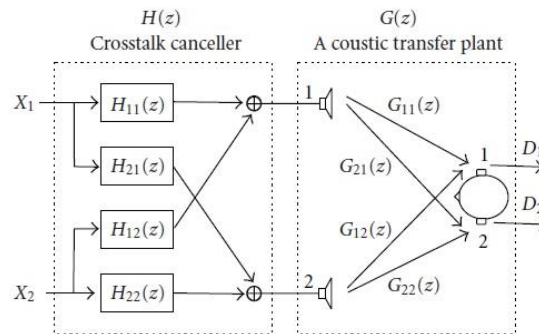 H(z) G(z)
Crosstalk canceller A coustic transfer plant
X1 H11(z) 1 G11(z)
H21(z) G21(z) 1 D1
H12(z) G12(z) 2 D2
X2 H22(z) 2 G22(z)